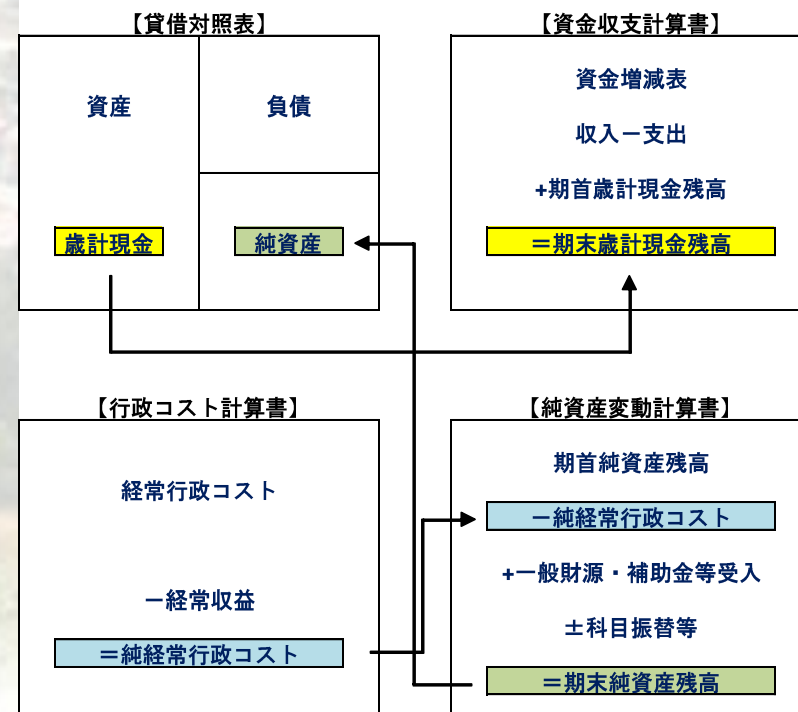 【貸借対照表】
資産
負債
歳計現金
純資産
【資金収支計算書】
資金増減表
収入－支出
+期首歳計現金残高
＝期末歳計現金残高
【行政コスト計算書】
経常行政コスト
－経常収益
＝純経常行政コスト
【純資産変動計算書】
期首純資産残高
－純経常行政コスト
+一般財源・補助金等受入
±科目振替等
＝期末純資産残高